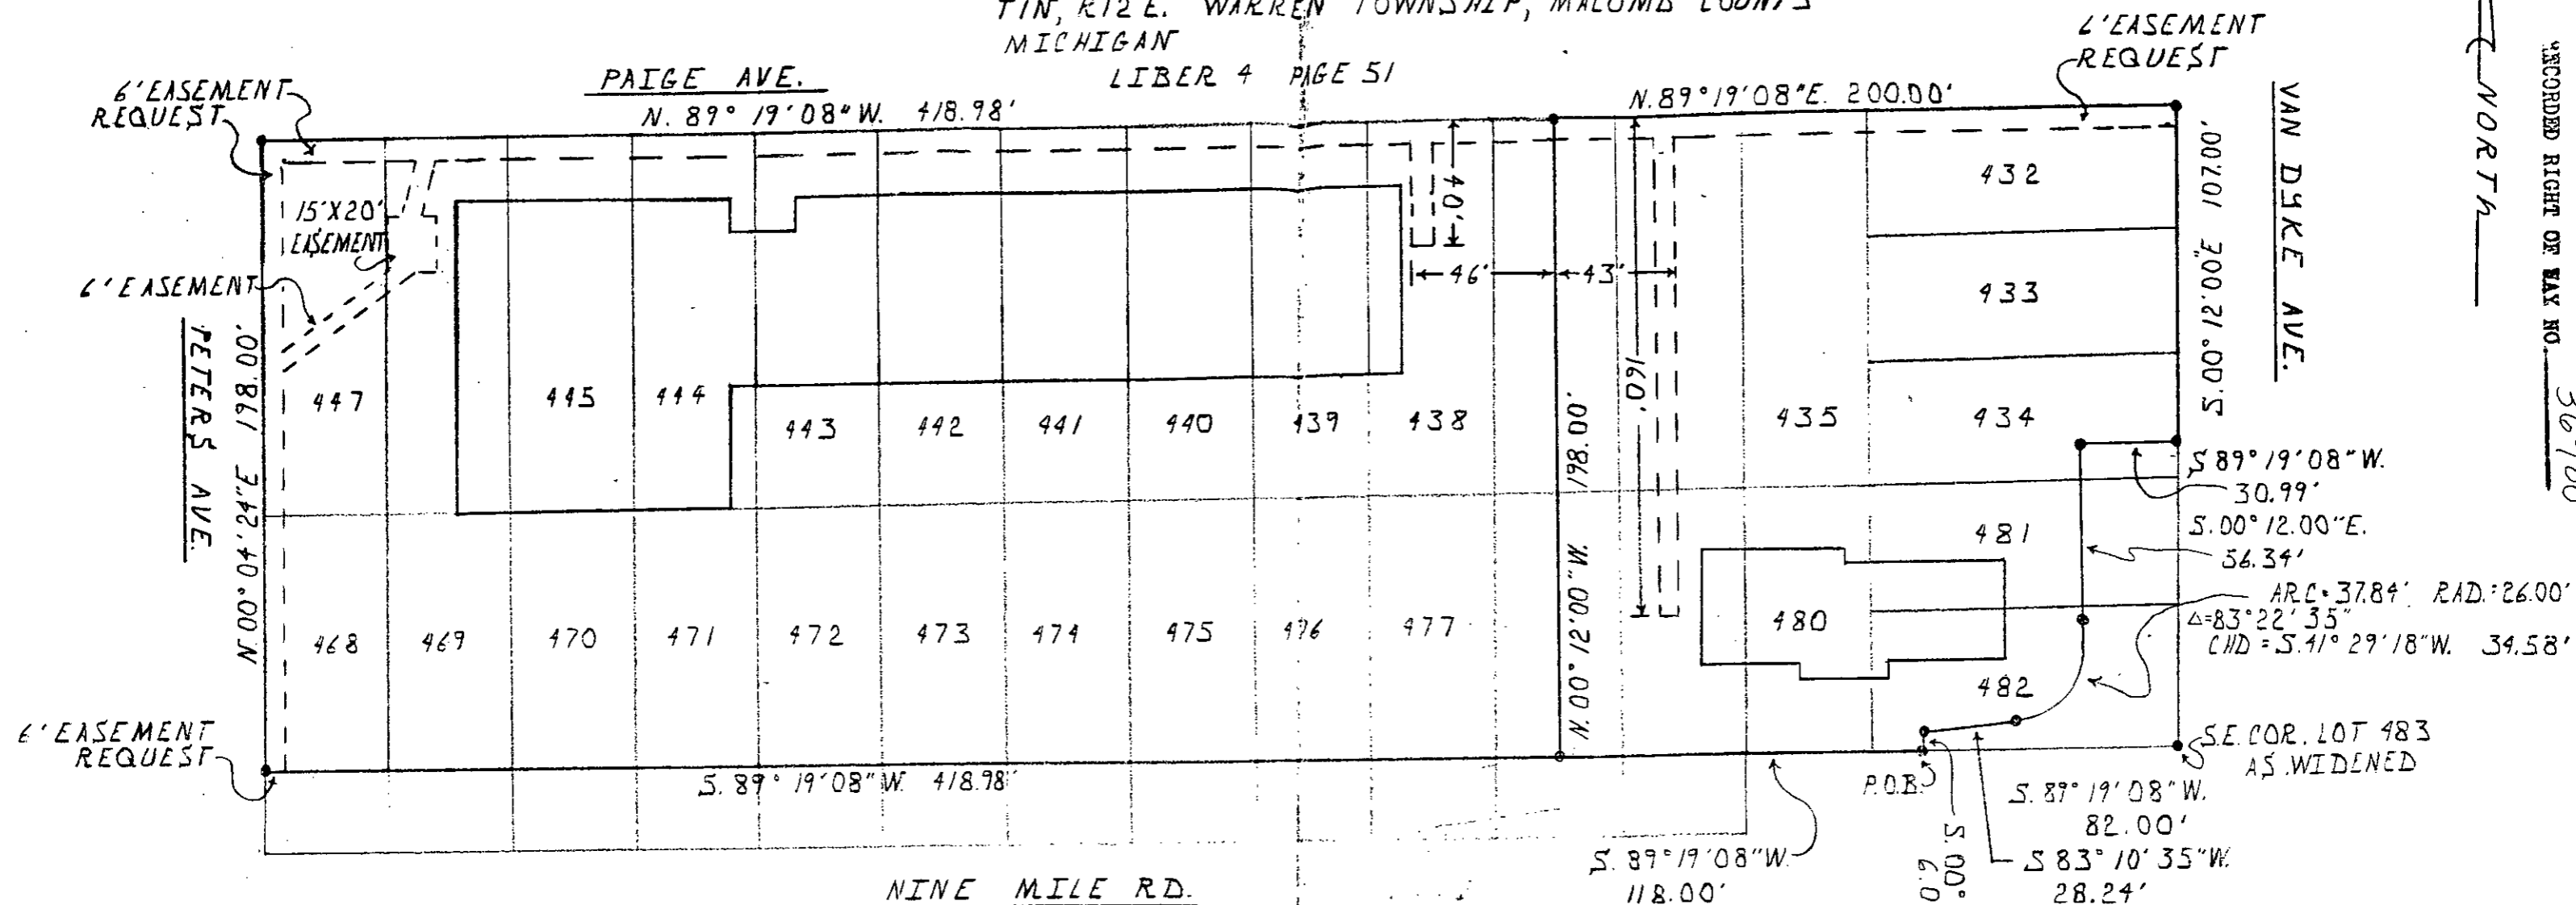 T1N, R12E. WARREN TOWNSHIP, MACOMB COUNTY
MICHIGAN
LIBER 4 PAGE 51
PAIGE AVE.
N. 89° 19' 08" W. 418.98'
N. 89° 19' 08" E. 200.00'
6' EASEMENT
REQUEST
6' EASEMENT
REQUEST
VAN DYKE AVE.
NORTH
RECORDED RIGHT OF WAY NO.
15' X 20'
EASEMENT
6' EASEMENT
PETERS AVE.
N. 00° 04' 24" E 198.00'
40'
46'
43'
160'
N. 00° 12' 00" W. 198.00'
S. 00° 12' 00" E 107.00'
432
433
434
435
447
445
444
443
442
441
440
439
438
S 89° 19' 08" W.
30.99'
S. 00° 12' 00" E.
56.34'
ARC = 37.84' RAD. = 26.00'
Δ = 83° 22' 35"
CHD = S. 41° 29' 18" W. 34.58'
481
480
482
468
469
470
471
472
473
474
475
476
477
6' EASEMENT
REQUEST
S. 89° 19' 08" W. 418.98'
S.E. COR. LOT 483
AS WIDENED
P.O.B.
S. 89° 19' 08" W.
82.00'
S. 00°
6.0
S 83° 10' 35" W.
28.24'
S. 89° 19' 08" W.
118.00'
NINE MILE RD.